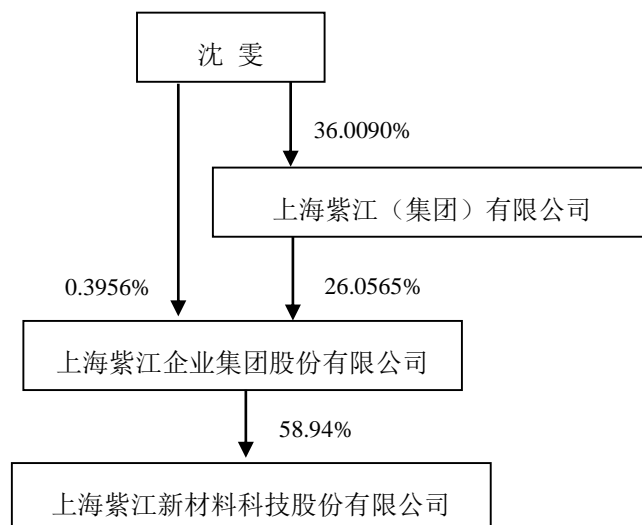 沈 雯
36.0090%
上海紫江（集团）有限公司
0.3956%
26.0565%
上海紫江企业集团股份有限公司
58.94%
上海紫江新材料科技股份有限公司